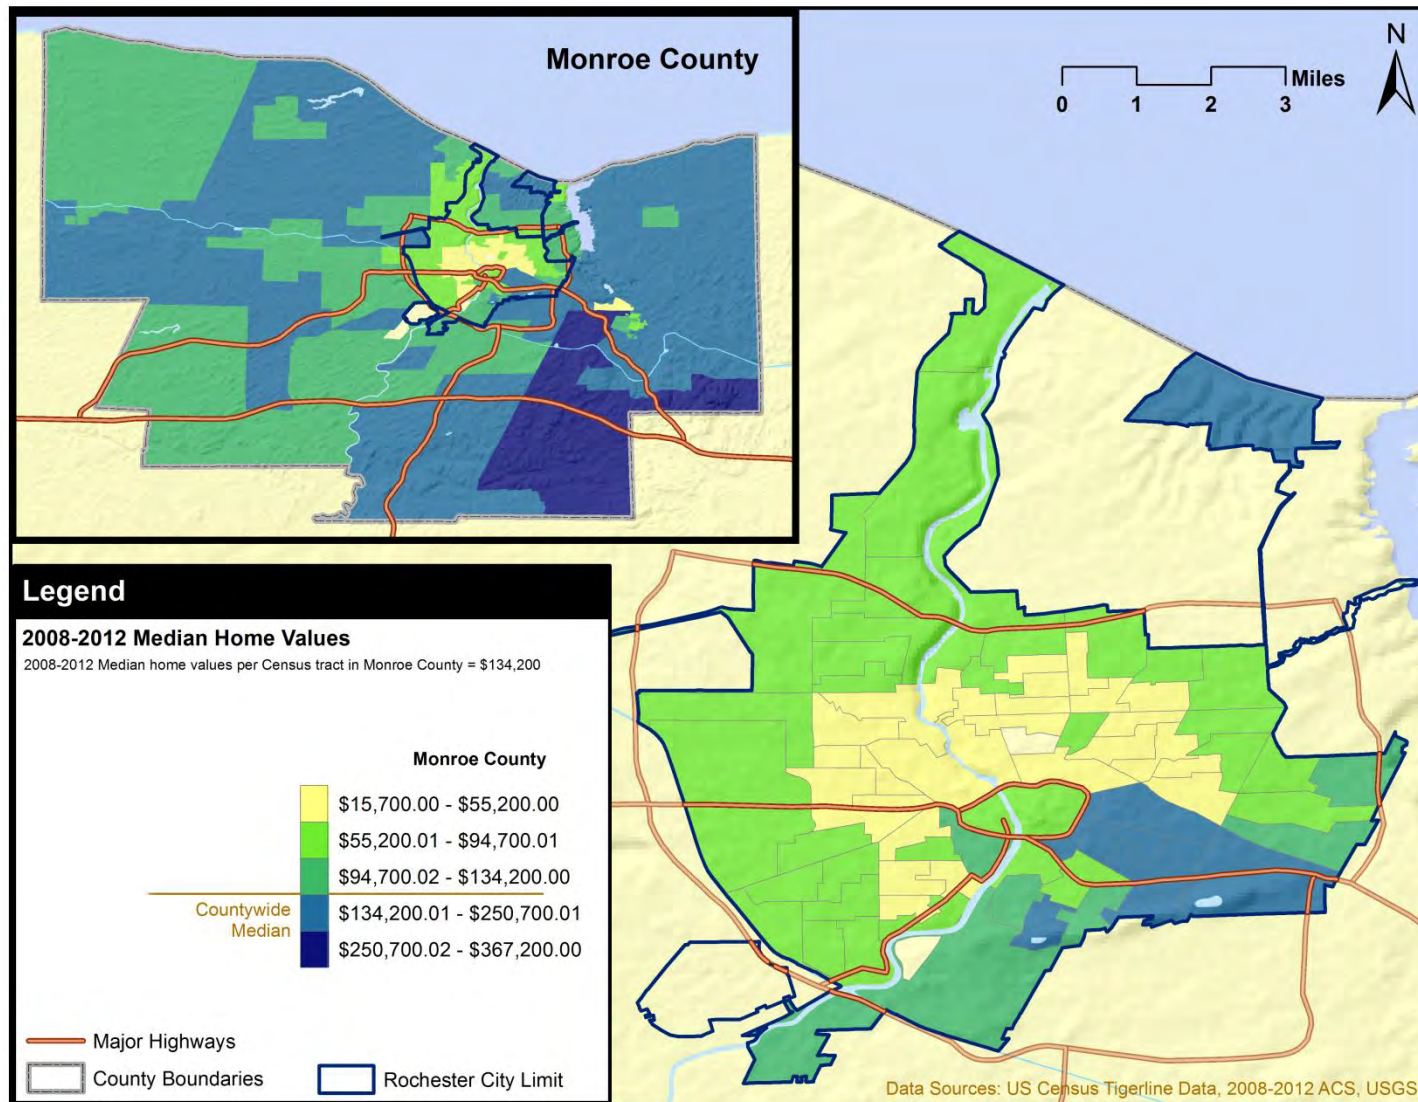 Monroe County
N
Miles
0 1 2 3
Legend
2008-2012 Median Home Values
2008-2012 Median home values per Census tract in Monroe County = $134,200
Monroe County
$15,700.00 - $55,200.00
$55,200.01 - $94,700.01
$94,700.02 - $134,200.00
Countywide
Median
$134,200.01 - $250,700.01
$250,700.02 - $367,200.00
Major Highways
County Boundaries
Rochester City Limit
Data Sources: US Census Tigerline Data, 2008-2012 ACS, USGS